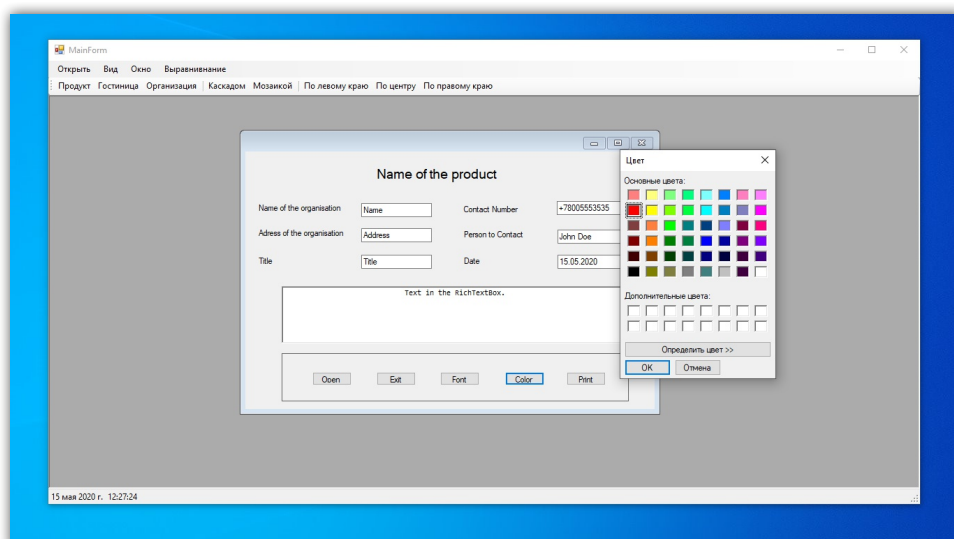 MainForm
Открыть Вид Окно Выравнивнание
Продукт Гостиница Организация Каскадом Мозаикой По левому краю По центру По правому краю
Name of the product
Name of the organisation Name Contact Number +78005553535
Adress of the organisation Address Person to Contact John Doe
Title Title Date 15.05.2020
Text in the RichTextBox.
Open Exit Font Color Print
Цвет
Основные цвета:
Дополнительные цвета:
Определить цвет >>
OK Отмена
15 мая 2020 г. 12:27:24